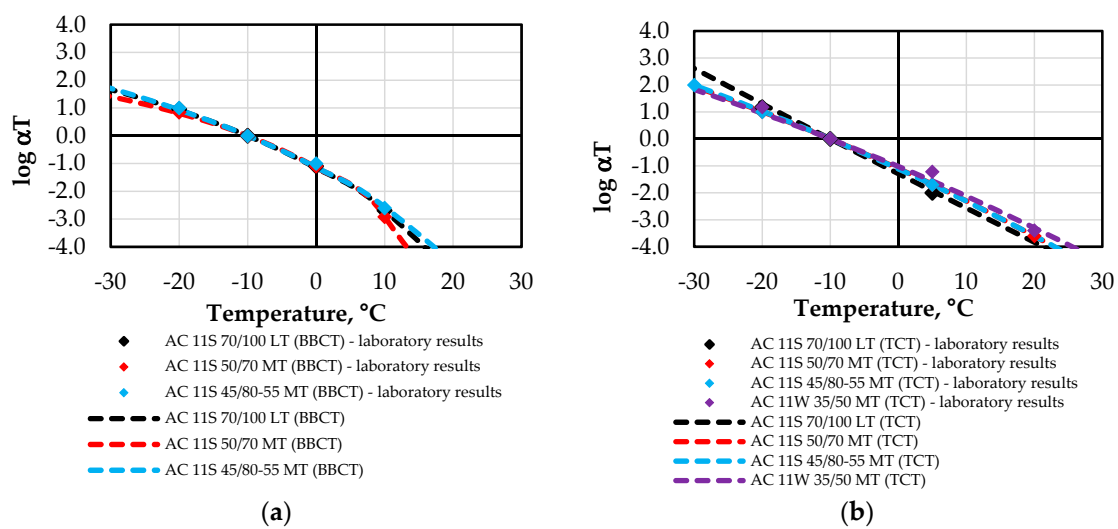 4.0
3.0
2.0
1.0
0.0
-1.0
-2.0
-3.0
-4.0
log αT
-30 -20 -10 0 10 20 30
Temperature, °C
AC 11S 70/100 LT (BBCT) - laboratory results
AC 11S 50/70 MT (BBCT) - laboratory results
AC 11S 45/80-55 MT (BBCT) - laboratory results
AC 11S 70/100 LT (BBCT)
AC 11S 50/70 MT (BBCT)
AC 11S 45/80-55 MT (BBCT)
(a)
4.0
3.0
2.0
1.0
0.0
-1.0
-2.0
-3.0
-4.0
log αT
-30 -20 -10 0 10 20 30
Temperature, °C
AC 11S 70/100 LT (TCT) - laboratory results
AC 11S 50/70 MT (TCT) - laboratory results
AC 11S 45/80-55 MT (TCT) - laboratory results
AC 11W 35/50 MT (TCT) - laboratory results
AC 11S 70/100 LT (TCT)
AC 11S 50/70 MT (TCT)
AC 11S 45/80-55 MT (TCT)
AC 11W 35/50 MT (TCT)
(b)